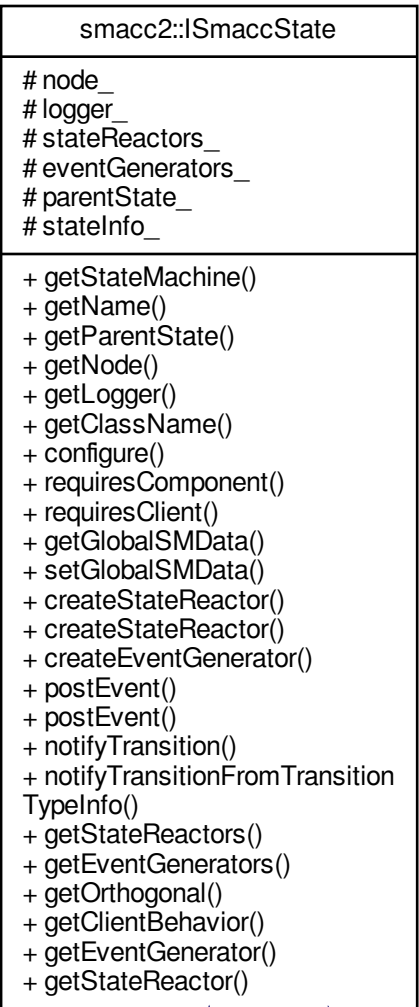 smacc2::ISmaccState
# node_
# logger_
# stateReactors_
# eventGenerators_
# parentState_
# stateInfo_
+ getStateMachine()
+ getName()
+ getParentState()
+ getNode()
+ getLogger()
+ getClassName()
+ configure()
+ requiresComponent()
+ requiresClient()
+ getGlobalSMData()
+ setGlobalSMData()
+ createStateReactor()
+ createStateReactor()
+ createEventGenerator()
+ postEvent()
+ postEvent()
+ notifyTransition()
+ notifyTransitionFromTransition
TypeInfo()
+ getStateReactors()
+ getEventGenerators()
+ getOrthogonal()
+ getClientBehavior()
+ getEventGenerator()
+ getStateReactor()